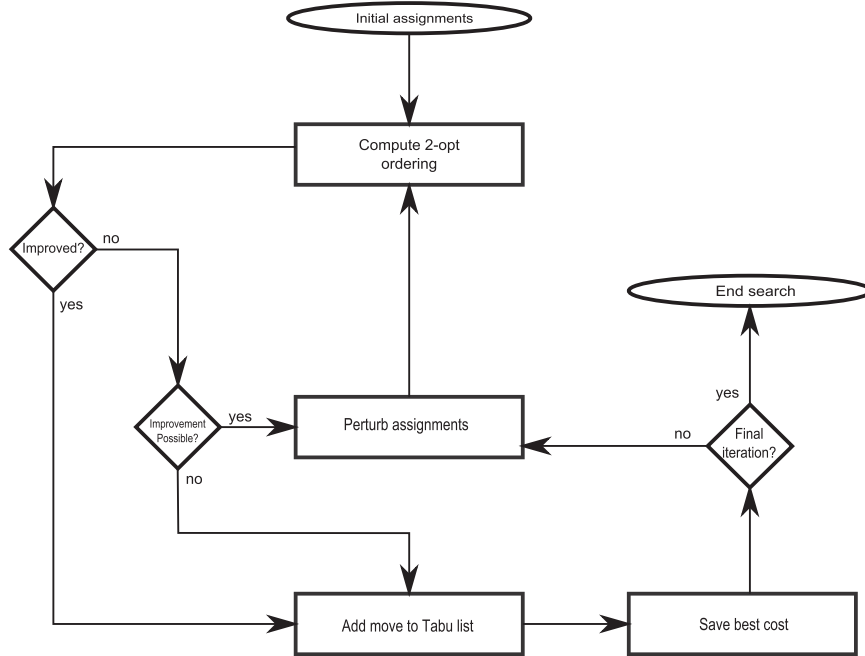 Initial assignments
Compute 2-opt
ordering
Improved?
no
yes
End search
Improvement
Possible?
yes
no
Perturb assignments
yes
no
Final
iteration?
Add move to Tabu list
Save best cost